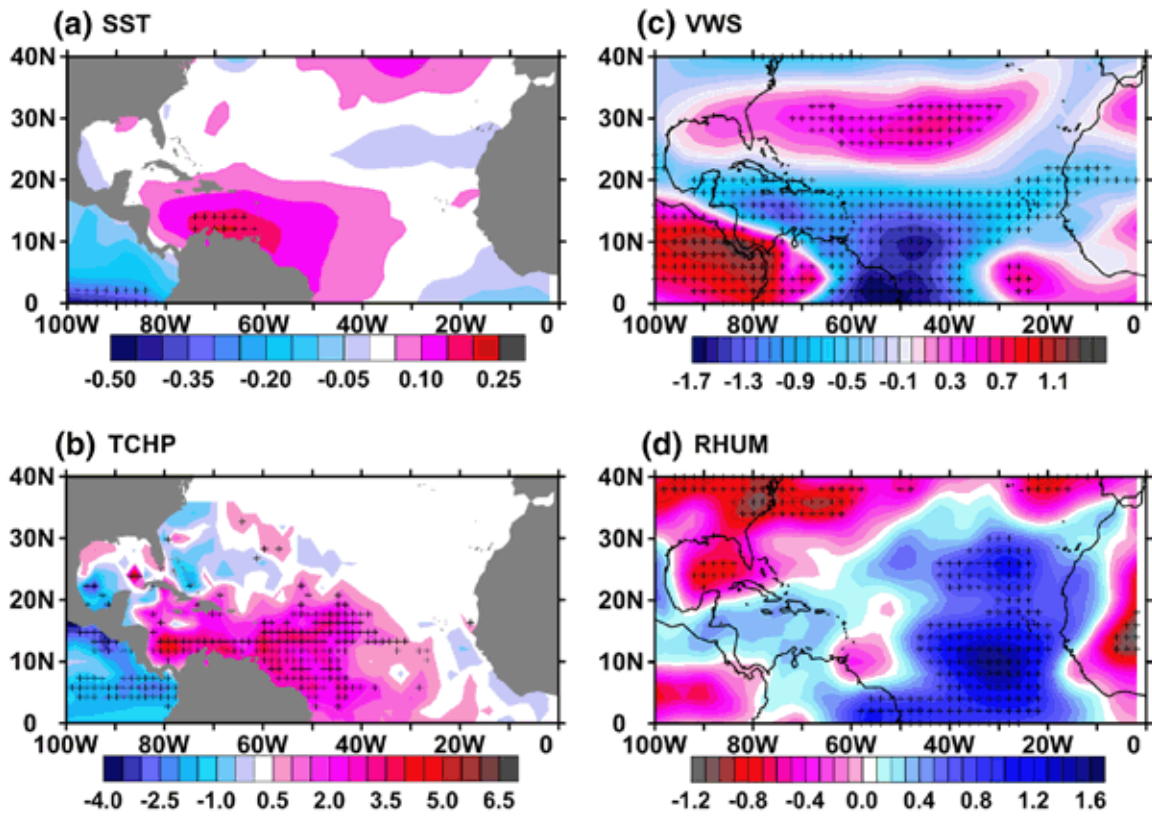 (a) SST
40N
30N
20N
10N
0
100W 80W 60W 40W 20W 0
-0.50 -0.35 -0.20 -0.05 0.10 0.25
(c) VWS
40N
30N
20N
10N
0
100W 80W 60W 40W 20W 0
-1.7 -1.3 -0.9 -0.5 -0.1 0.3 0.7 1.1
(b) TCHP
40N
30N
20N
10N
0
100W 80W 60W 40W 20W 0
-4.0 -2.5 -1.0 0.5 2.0 3.5 5.0 6.5
(d) RHUM
40N
30N
20N
10N
0
100W 80W 60W 40W 20W 0
-1.2 -0.8 -0.4 0.0 0.4 0.8 1.2 1.6